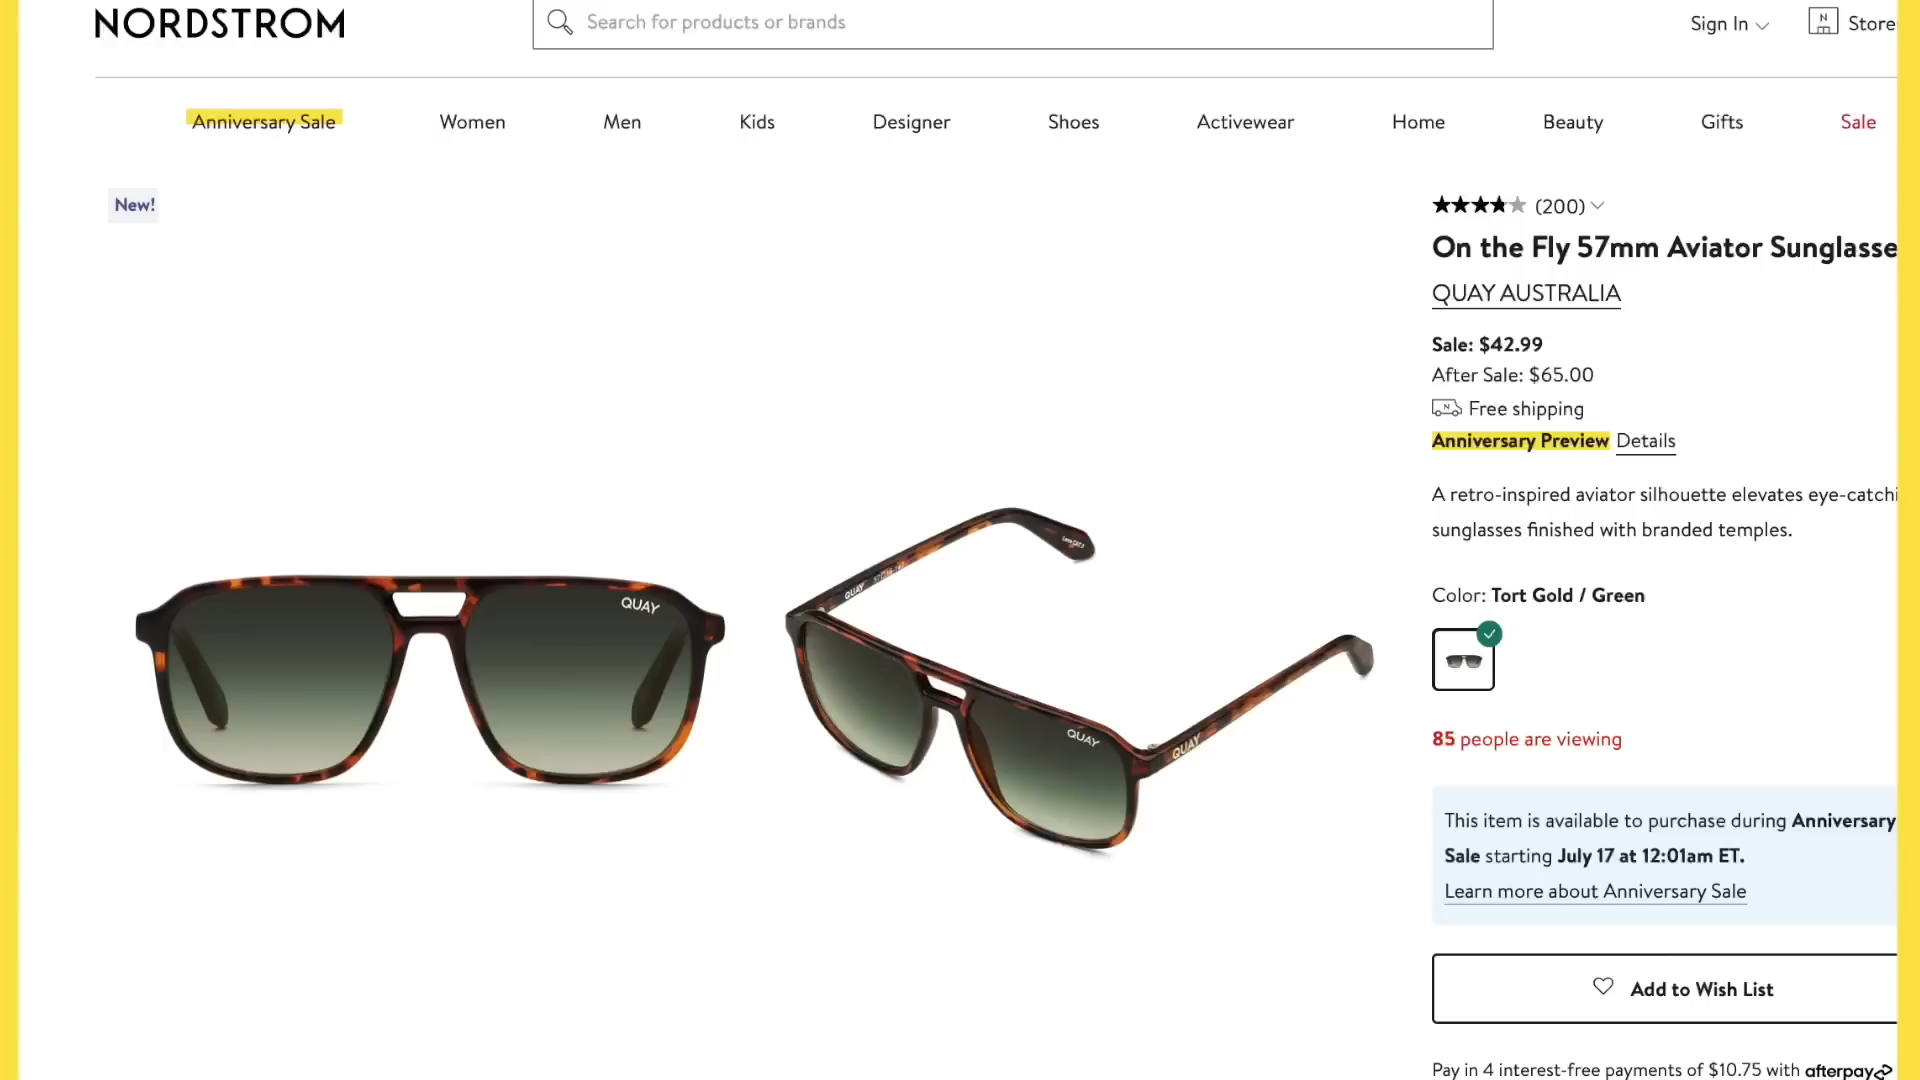 NORDSTROM
Search for products or brands
Sign In
N
Store
Anniversary Sale
Women
Men
Kids
Designer
Shoes
Activewear
Home
Beauty
Gifts
Sale
New!
(200)
On the Fly 57mm Aviator Sunglasse
QUAY AUSTRALIA
Sale: $42.99
After Sale: $65.00
N Free shipping
Anniversary Preview Details
A retro-inspired aviator silhouette elevates eye-catchi
sunglasses finished with branded temples.
Color: Tort Gold / Green
85 people are viewing
This item is available to purchase during Anniversary
Sale starting July 17 at 12:01am ET.
Learn more about Anniversary Sale
Add to Wish List
Pay in 4 interest-free payments of $10.75 with afterpay
QUAY
QUAY
QUAY
QUAY